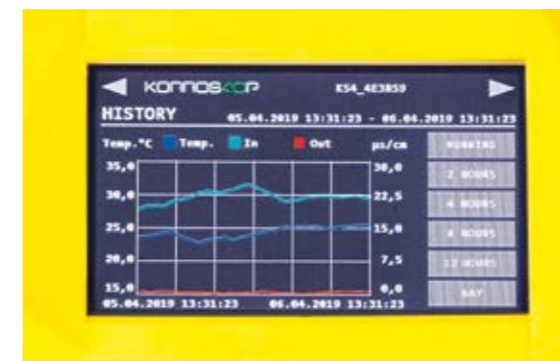 KONNOSKOP KS4_4E3859
HISTORY 05.04.2019 13:31:23 - 06.04.2019 13:31:23
Temp.°C Temp. In Out µs/cm
RUNNING
35,0 30,0
2 HOURS
30,0 22,5
4 HOURS
25,0 15,0
8 HOURS
20,0 7,5
12 HOURS
15,0 0,0
DAY
05.04.2019 13:31:23 06.04.2019 13:31:23